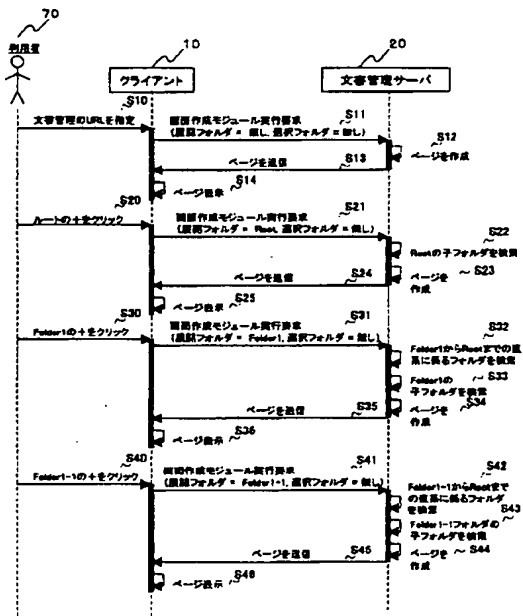 70
利用者
10
クライアント
20
文書管理サーバ
S10
文書管理のURLを指定
S11
画面作成モジュール実行要求
(展開フォルダ = 無し, 選択フォルダ = 無し)
S12
ページを作成
S13
ページを返信
S14
ページ表示
S20
ルートの+をクリック
S21
画面作成モジュール実行要求
(展開フォルダ = Root, 選択フォルダ = 無し)
S22
Rootの子フォルダを検索
S23
ページを
作成
S24
ページを返信
S25
ページ表示
S30
Folder1の+をクリック
S31
画面作成モジュール実行要求
(展開フォルダ = Folder1, 選択フォルダ = 無し)
S32
Folder1からRootまでの直
系に係るフォルダを検索
S33
Folder1の
子フォルダを検索
S34
ページを
作成
S35
ページを返信
S36
ページ表示
S40
Folder1-1の+をクリック
S41
画面作成モジュール実行要求
(展開フォルダ = Folder1-1, 選択フォルダ = 無し)
S42
Folder1-1からRootまで
の直系に係るフォルダ
を検索
S43
Folder1-1フォルダの
子フォルダを検索
S44
ページを
作成
S45
ページを返信
S46
ページ表示